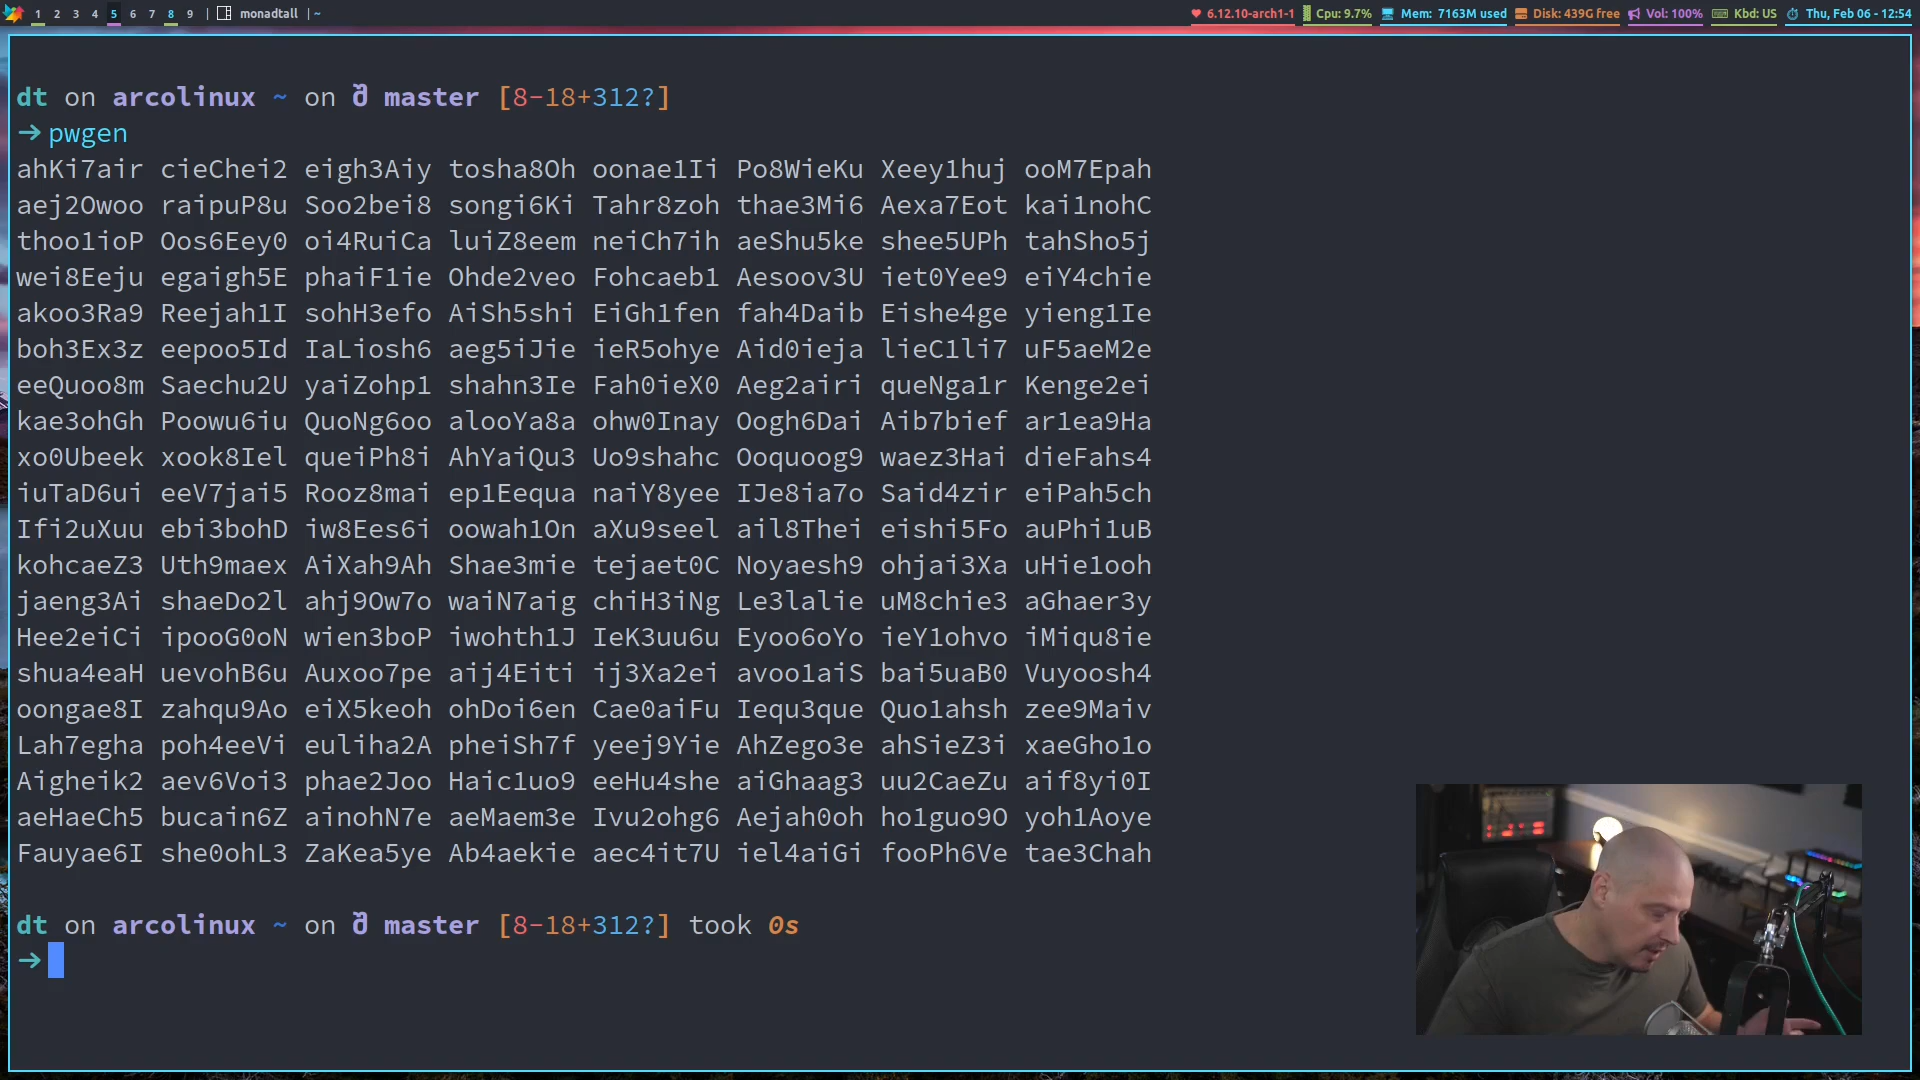 1 2 3 4 5 6 7 8 9 | monadtall | ~ 6.12.10-arch1-1 Cpu: 9.7% Mem: 7163M used Disk: 439G free Vol: 100% Kbd: US Thu, Feb 06 - 12:54
dt on arcolinux ~ on ð master [8-18+312?]
→ pwgen
ahKi7air cieChei2 eigh3Aiy tosha8Oh oonae1Ii Po8WieKu Xeey1huj ooM7Epah
aej2Owoo raipuP8u Soo2bei8 songi6Ki Tahr8zoh thae3Mi6 Aexa7Eot kai1nohC
thoo1ioP Oos6Eey0 oi4RuiCa luiZ8eem neiCh7ih aeShu5ke shee5UPh tahSho5j
wei8Eeju egaigh5E phaiF1ie Ohde2veo Fohcaeb1 Aesoov3U iet0Yee9 eiY4chie
akoo3Ra9 Reejah1I sohH3efo AiSh5shi EiGh1fen fah4Daib Eishe4ge yieng1Ie
boh3Ex3z eepoo5Id IaLiosh6 aeg5iJie ieR5ohye Aid0ieja lieC1li7 uF5aeM2e
eeQuoo8m Saechu2U yaiZohp1 shahn3Ie Fah0ieX0 Aeg2airi queNga1r Kenge2ei
kae3ohGh Poowu6iu QuoNg6oo alooYa8a ohw0Inay Oogh6Dai Aib7bief ar1ea9Ha
xo0Ubeek xook8Iel queiPh8i AhYaiQu3 Uo9shahc Ooquoog9 waez3Hai dieFahs4
iuTaD6ui eeV7jai5 Rooz8mai ep1Eequa naiY8yee IJe8ia7o Said4zir eiPah5ch
Ifi2uXuu ebi3bohD iw8Ees6i oowah1On aXu9seel ail8Thei eishi5Fo auPhi1uB
kohcaeZ3 Uth9maex AiXah9Ah Shae3mie tejaet0C Noyaesh9 ohjai3Xa uHie1ooh
jaeng3Ai shaeDo2l ahj9Ow7o waiN7aig chiH3iNg Le3lalie uM8chie3 aGhaer3y
Hee2eiCi ipooG0oN wien3boP iwohth1J IeK3uu6u Eyoo6oYo ieY1ohvo iMiqu8ie
shua4eaH uevohB6u Auxoo7pe aij4Eiti ij3Xa2ei avoo1aiS bai5uaB0 Vuyoosh4
oongae8I zahqu9Ao eiX5keoh ohDoi6en Cae0aiFu Iequ3que Quo1ahsh zee9Maiv
Lah7egha poh4eeVi euliha2A pheiSh7f yeej9Yie AhZego3e ahSieZ3i xaeGho1o
Aigheik2 aev6Voi3 phae2Joo Haic1uo9 eeHu4she aiGhaag3 uu2CaeZu aif8yi0I
aeHaeCh5 bucain6Z ainohN7e aeMaem3e Ivu2ohg6 Aejah0oh ho1guo9O yoh1Aoye
Fauyae6I she0ohL3 ZaKea5ye Ab4aekie aec4it7U iel4aiGi fooPh6Ve tae3Chah
dt on arcolinux ~ on ð master [8-18+312?] took 0s
→